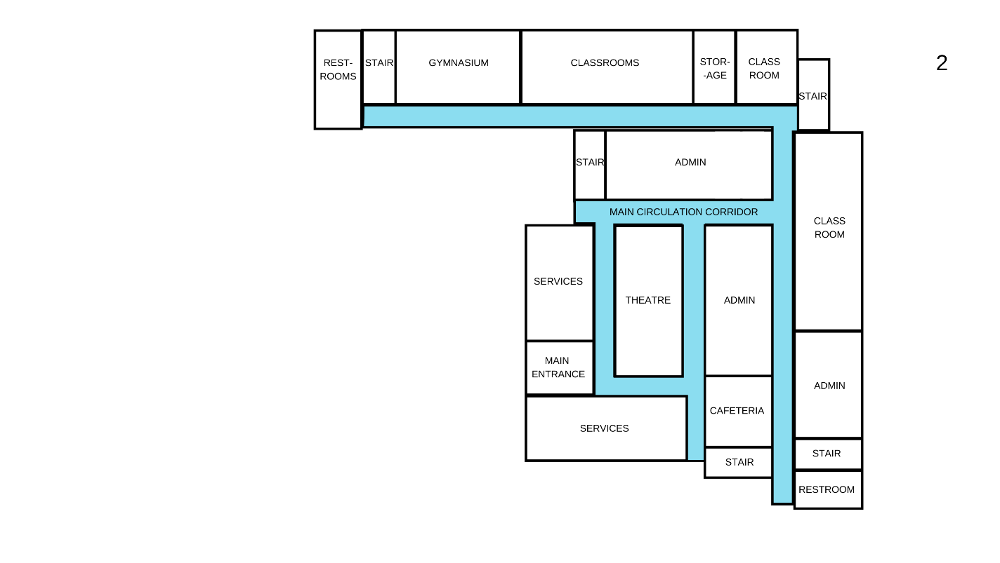 2
REST-
ROOMS
STAIR
GYMNASIUM
CLASSROOMS
STOR-
-AGE
CLASS
ROOM
STAIR
STAIR
ADMIN
MAIN CIRCULATION CORRIDOR
CLASS
ROOM
SERVICES
THEATRE
ADMIN
MAIN
ENTRANCE
ADMIN
CAFETERIA
SERVICES
STAIR
STAIR
RESTROOM